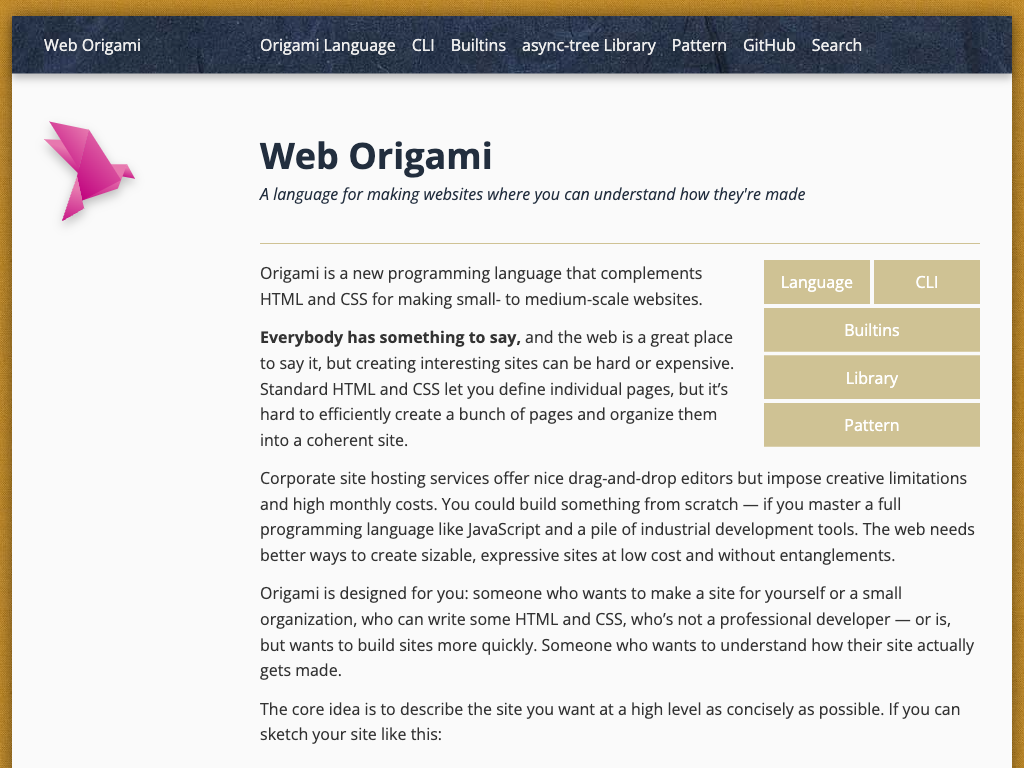 Web Origami
Origami Language CLI Builtins async-tree Library Pattern GitHub Search
Web Origami
A language for making websites where you can understand how they're made
Origami is a new programming language that complements
HTML and CSS for making small- to medium-scale websites.
Everybody has something to say, and the web is a great place
to say it, but creating interesting sites can be hard or expensive.
Standard HTML and CSS let you define individual pages, but it’s
hard to efficiently create a bunch of pages and organize them
into a coherent site.
Language CLI
Builtins
Library
Pattern
Corporate site hosting services offer nice drag-and-drop editors but impose creative limitations
and high monthly costs. You could build something from scratch — if you master a full
programming language like JavaScript and a pile of industrial development tools. The web needs
better ways to create sizable, expressive sites at low cost and without entanglements.
Origami is designed for you: someone who wants to make a site for yourself or a small
organization, who can write some HTML and CSS, who’s not a professional developer — or is,
but wants to build sites more quickly. Someone who wants to understand how their site actually
gets made.
The core idea is to describe the site you want at a high level as concisely as possible. If you can
sketch your site like this: